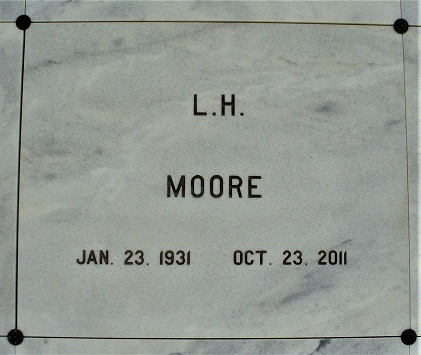 L.H.
MOORE
JAN. 23, 1931 OCT. 23, 2011